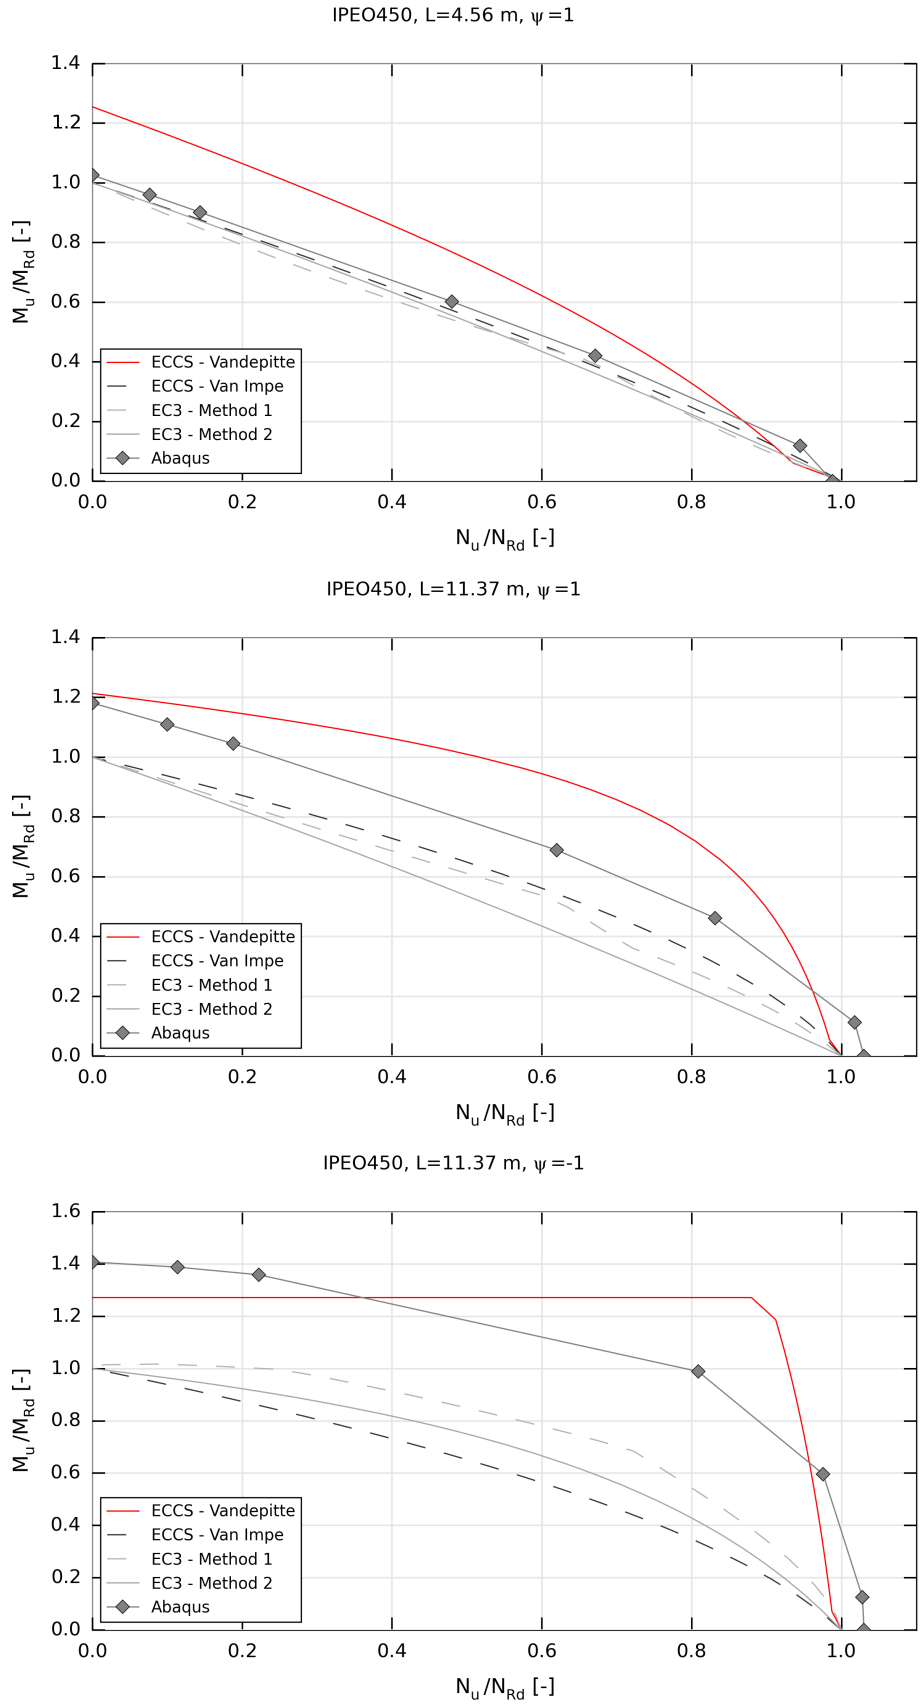 IPEO450, L=4.56 m, ψ=1
1.4
1.2
1.0
0.8
0.6
0.4
0.2
0.0
Mu/MRd [-]
ECCS - Vandepitte
ECCS - Van Impe
EC3 - Method 1
EC3 - Method 2
Abaqus
0.0 0.2 0.4 0.6 0.8 1.0
Nu/NRd [-]
IPEO450, L=11.37 m, ψ=1
1.4
1.2
1.0
0.8
0.6
0.4
0.2
0.0
Mu/MRd [-]
ECCS - Vandepitte
ECCS - Van Impe
EC3 - Method 1
EC3 - Method 2
Abaqus
0.0 0.2 0.4 0.6 0.8 1.0
Nu/NRd [-]
IPEO450, L=11.37 m, ψ=-1
1.6
1.4
1.2
1.0
0.8
0.6
0.4
0.2
0.0
Mu/MRd [-]
ECCS - Vandepitte
ECCS - Van Impe
EC3 - Method 1
EC3 - Method 2
Abaqus
0.0 0.2 0.4 0.6 0.8 1.0
Nu/NRd [-]